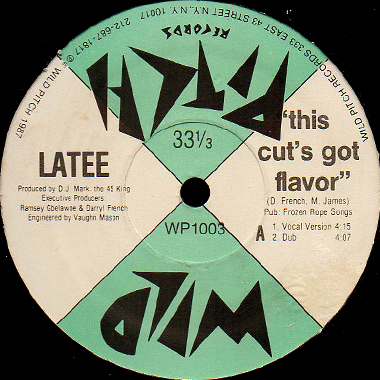 WILD PITCH RECORDS 333 EAST 43 STREET N.Y. N.Y. 10017 212-687-1817
© WILD PITCH 1987
WILD
PITCH
RECORDS
33 1/3
LATEE
Produced by D.J. Mark, the 45 King
Executive Producers
Ramsey Gbelawoe & Darryl French
Engineered by Vaughn Mason
"this
cut's got
flavor"
(D. French, M. James)
Pub: Frozen Rope Songs
A 1. Vocal Version 4:15
2. Dub 4:07
WP1003